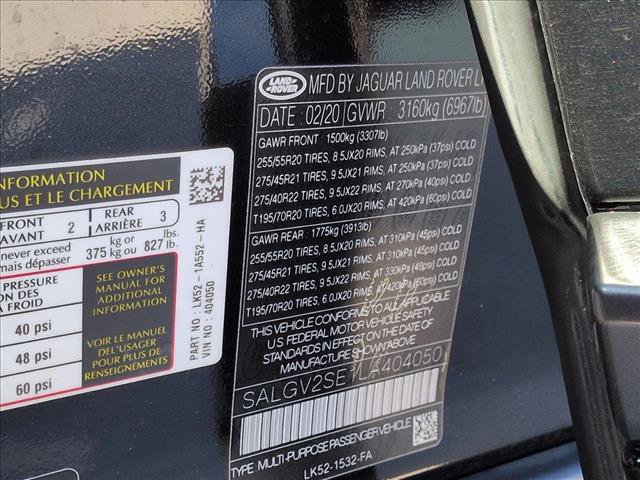 INFORMATION
US ET LE CHARGEMENT
FRONT
AVANT 2 REAR
ARRIÈRE 3
never exceed
mais dépasser 375 kg or
kg ou 827 lbs.
lb.
PRESSURE
ON DES
À FROID
SEE OWNER'S
MANUAL FOR
ADDITIONAL
INFORMATION
40 psi
48 psi
60 psi
VOIR LE MANUEL
DEL'USAGER
POUR PLUS DE
RENSEIGNEMENTS
PART NO - LK52-1A552-HA
VIN NO: 404050
LAND
ROVER
MFD BY JAGUAR LAND ROVER L
DATE : 02/20 GVWR 3160kg (6967lb)
GAWR FRONT : 1500kg (3307lb)
255/55R20 TIRES, 8.5JX20 RIMS, AT 250kPa (37psi) COLD
275/45R21 TIRES, 9.5JX21 RIMS, AT 250kPa (37psi) COLD
275/40R22 TIRES, 9.5JX22 RIMS, AT 270kPa (40psi) COLD
T195/70R20 TIRES, 6.0JX20 RIMS, AT 420kPa (60psi) COLD
GAWR REAR: 1775kg (3913lb)
255/55R20 TIRES, 8.5JX20 RIMS, AT 310kPa (45psi) COLD
275/45R21 TIRES, 9.5JX21 RIMS, AT 310kPa (45psi) COLD
275/40R22 TIRES, 9.5JX22 RIMS, AT 330kPa (48psi) COLD
T195/70R20 TIRES, 6.0JX20 RIMS, AT 420kPa (60psi) COLD
THIS VEHICLE CONFORMS TO ALL APPLICABLE
U.S. FEDERAL MOTOR VEHICLE SAFETY
STANDARDS IN EFFECT ON THE DATE OF
MANUFACTURE SHOWN ABOVE
SALGV2SE LA404050
TYPE: MULTI-PURPOSE PASSENGER VEHICLE
LK52-1532-FA